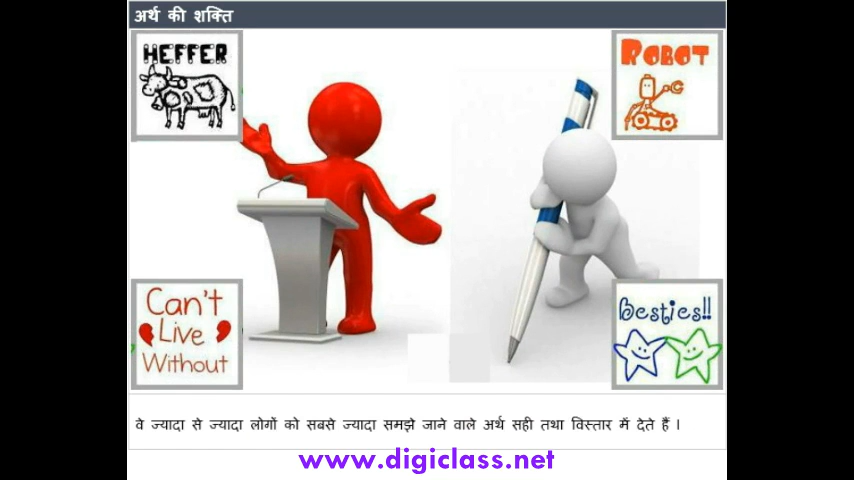 अर्थ की शक्ति
HEFFER
ROBOT
Can't
Live
Without
Besties!!
वे ज्यादा से ज्यादा लोगों को सबसे ज्यादा समझे जाने वाले अर्थ सही तथा विस्तार में देते हैं ।
www.digiclass.net